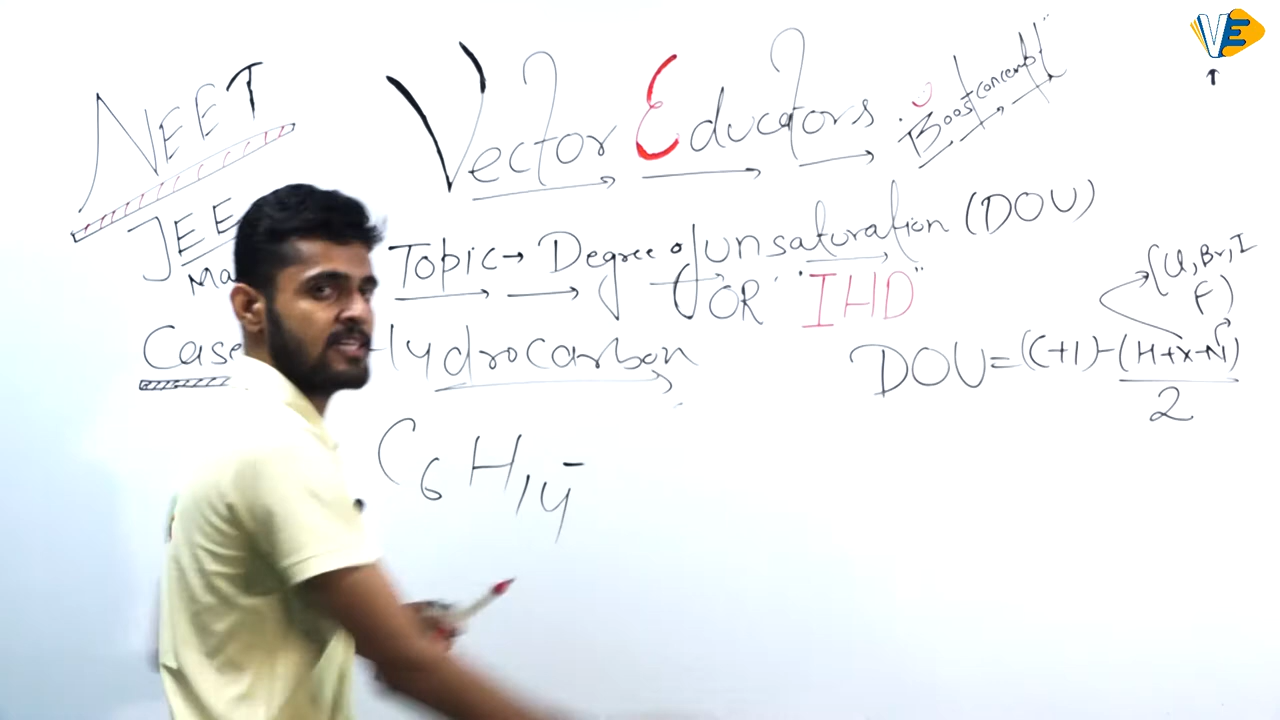 VE
NEET
Vector Educators
Boost concept
JEE
Topic → Degree of unsaturation (DOU)
OR "IHD"
(Cl, Br, I
F)
Case
Hydrocarbon
DOU = (C+1) - (H+X-N)
2
C6H14